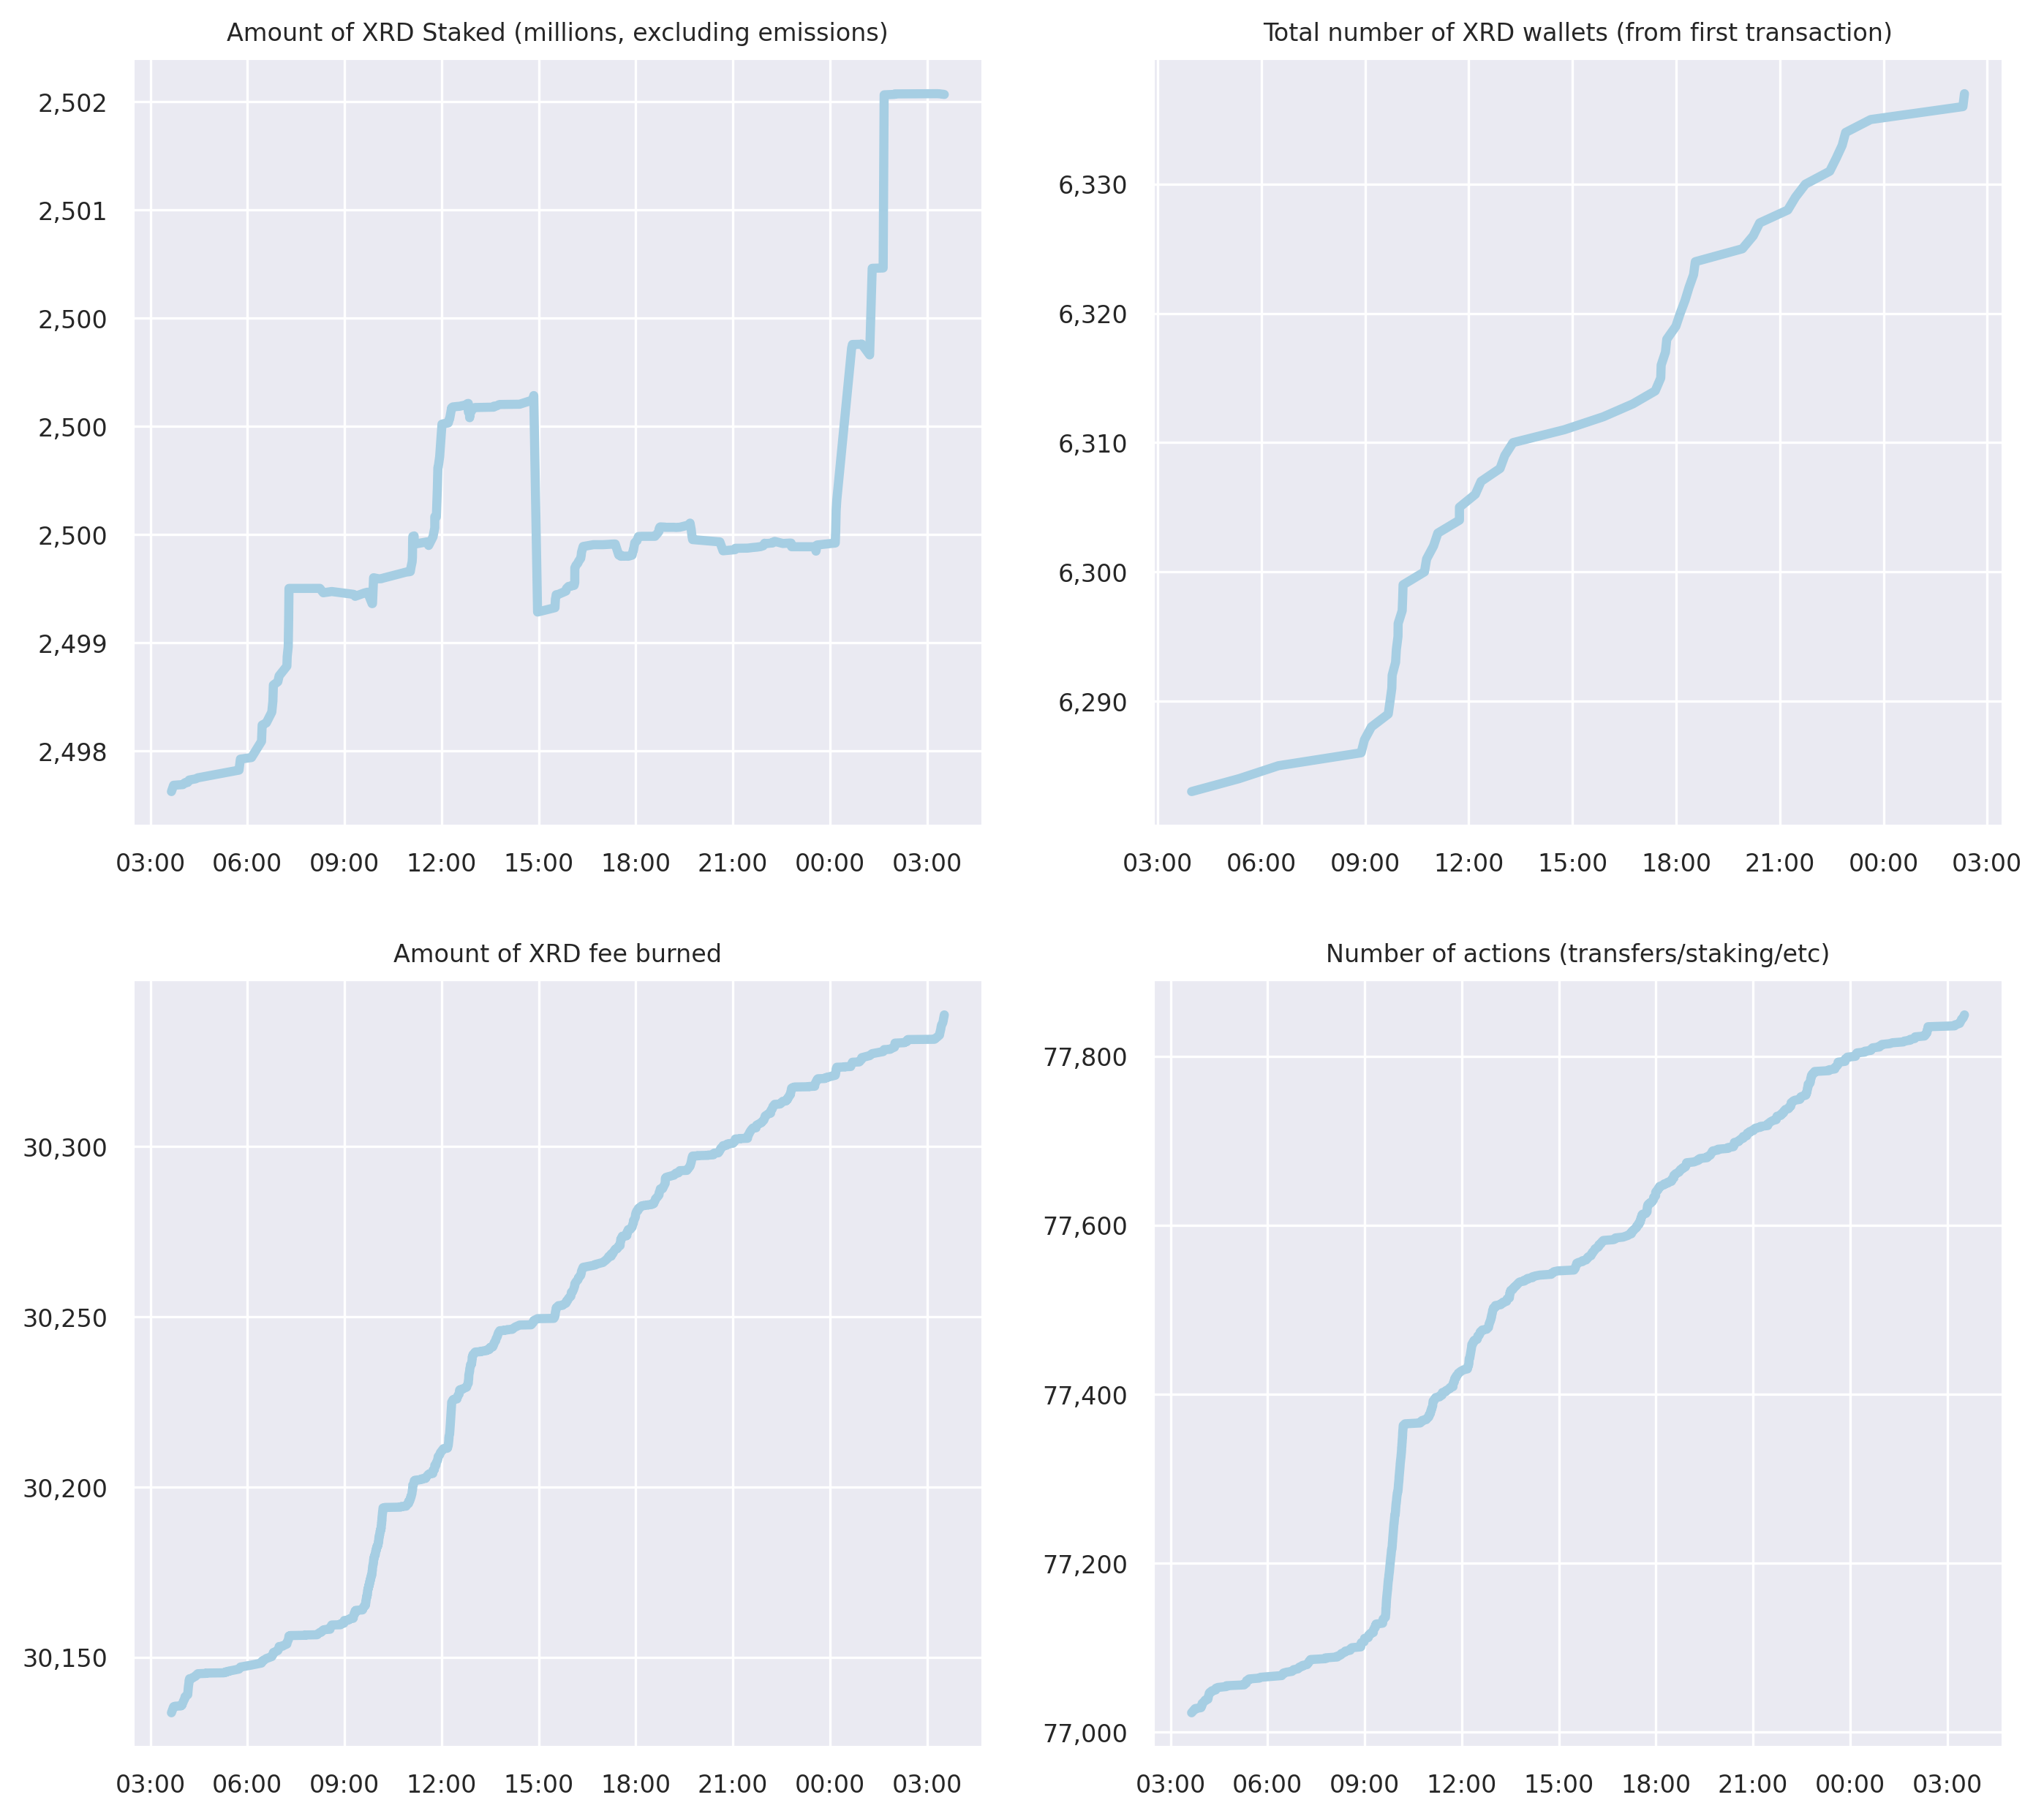 Amount of XRD Staked (millions, excluding emissions)
2,502
2,501
2,500
2,500
2,500
2,499
2,498
03:00 06:00 09:00 12:00 15:00 18:00 21:00 00:00 03:00
Total number of XRD wallets (from first transaction)
6,330
6,320
6,310
6,300
6,290
03:00 06:00 09:00 12:00 15:00 18:00 21:00 00:00 03:00
Amount of XRD fee burned
30,300
30,250
30,200
30,150
03:00 06:00 09:00 12:00 15:00 18:00 21:00 00:00 03:00
Number of actions (transfers/staking/etc)
77,800
77,600
77,400
77,200
77,000
03:00 06:00 09:00 12:00 15:00 18:00 21:00 00:00 03:00